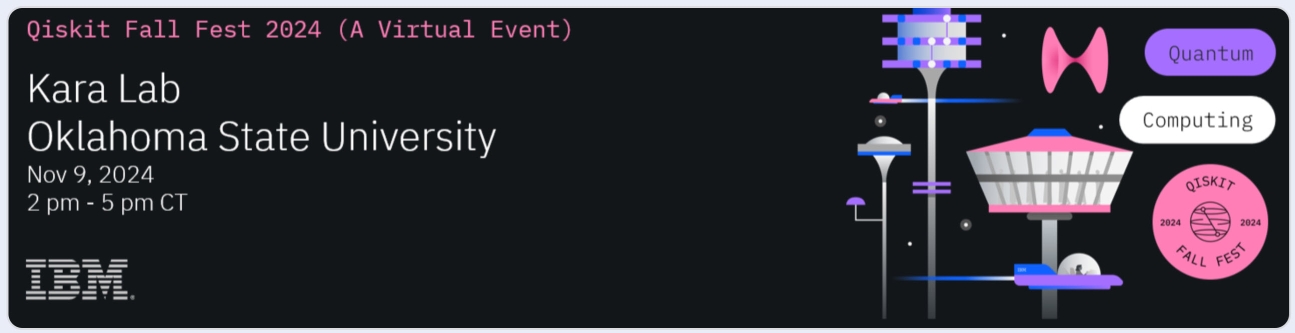 Qiskit Fall Fest 2024 (A Virtual Event)
Kara Lab
Oklahoma State University
Nov 9, 2024
2 pm - 5 pm CT
IBM®
Quantum
Computing
QISKIT
2024 2024
FALL FEST